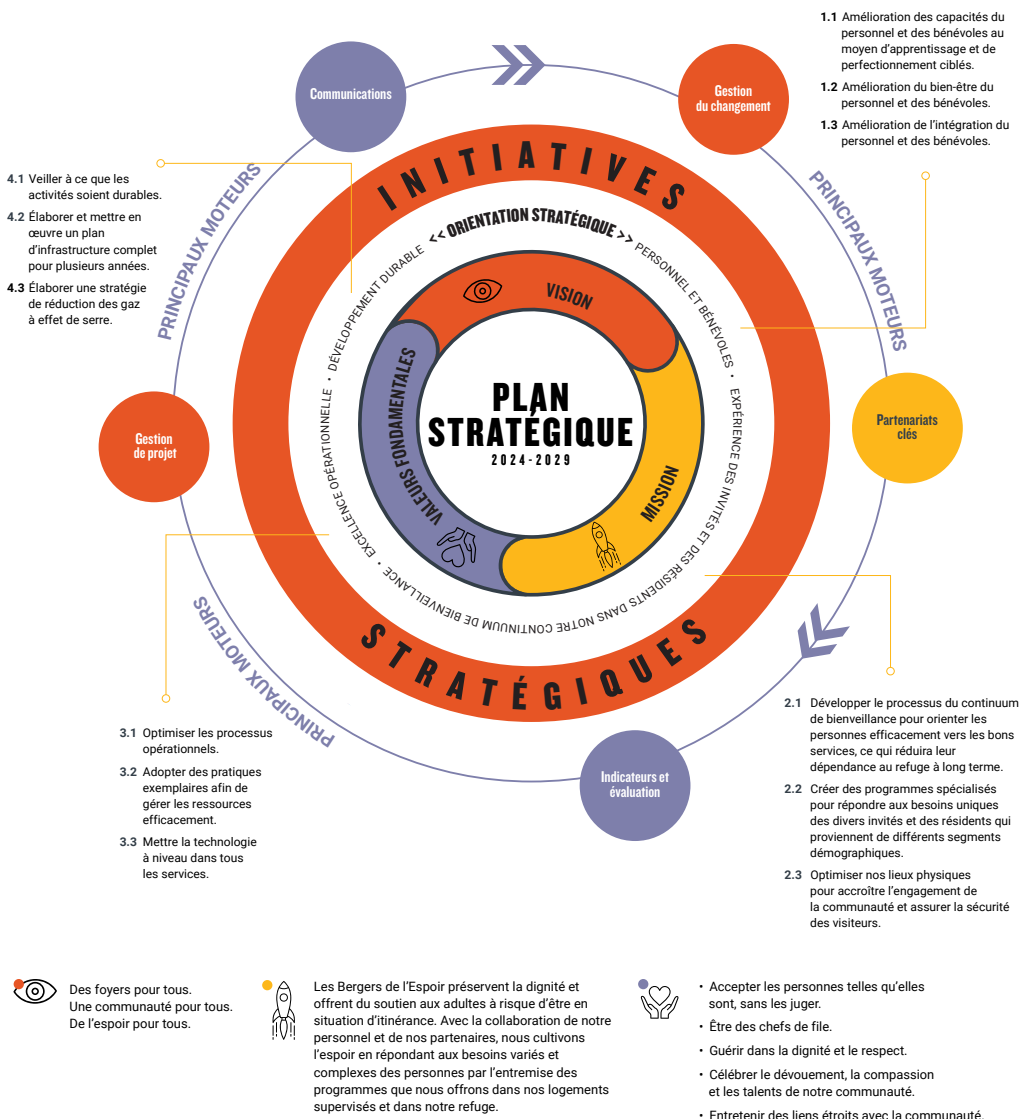 1.1 Amélioration des capacités du
personnel et des bénévoles au
moyen d'apprentissage et de
perfectionnement ciblés.
1.2 Amélioration du bien-être du
personnel et des bénévoles.
1.3 Amélioration de l'intégration du
personnel et des bénévoles.
Communications
Gestion
du changement
4.1 Veiller à ce que les
activités soient durables.
4.2 Élaborer et mettre en
œuvre un plan
d'infrastructure complet
pour plusieurs années.
4.3 Élaborer une stratégie
de réduction des gaz
à effet de serre.
PRINCIPAUX MOTEURS
PRINCIPAUX MOTEURS
INITIATIVES
<< ORIENTATION STRATÉGIQUE >>
PERSONNEL ET BÉNÉVOLES • EXPÉRIENCE DES INVITÉS ET DES RÉSIDENTS DANS NOTRE CONTINUUM DE BIENVEILLANCE • EXCELLENCE OPÉRATIONNELLE • DÉVELOPPEMENT DURABLE
VISION
VALEURS FONDAMENTALES
MISSION
PLAN
STRATÉGIQUE
2024-2029
Gestion
de projet
Partenariats
clés
PRINCIPAUX MOTEURS
STRATÉGIQUES
Indicateurs et
évaluation
3.1 Optimiser les processus
opérationnels.
3.2 Adopter des pratiques
exemplaires afin de
gérer les ressources
efficacement.
3.3 Mettre la technologie
à niveau dans tous
les services.
2.1 Développer le processus du continuum
de bienveillance pour orienter les
personnes efficacement vers les bons
services, ce qui réduira leur
dépendance au refuge à long terme.
2.2 Créer des programmes spécialisés
pour répondre aux besoins uniques
des divers invités et des résidents qui
proviennent de différents segments
démographiques.
2.3 Optimiser nos lieux physiques
pour accroître l'engagement de
la communauté et assurer la sécurité
des visiteurs.
Des foyers pour tous.
Une communauté pour tous.
De l'espoir pour tous.
Les Bergers de l'Espoir préservent la dignité et
offrent du soutien aux adultes à risque d'être en
situation d'itinérance. Avec la collaboration de notre
personnel et de nos partenaires, nous cultivons
l'espoir en répondant aux besoins variés et
complexes des personnes par l'entremise des
programmes que nous offrons dans nos logements
supervisés et dans notre refuge.
• Accepter les personnes telles qu'elles
sont, sans les juger.
• Être des chefs de file.
• Guérir dans la dignité et le respect.
• Célébrer le dévouement, la compassion
et les talents de notre communauté.
• Entretenir des liens étroits avec la communauté.